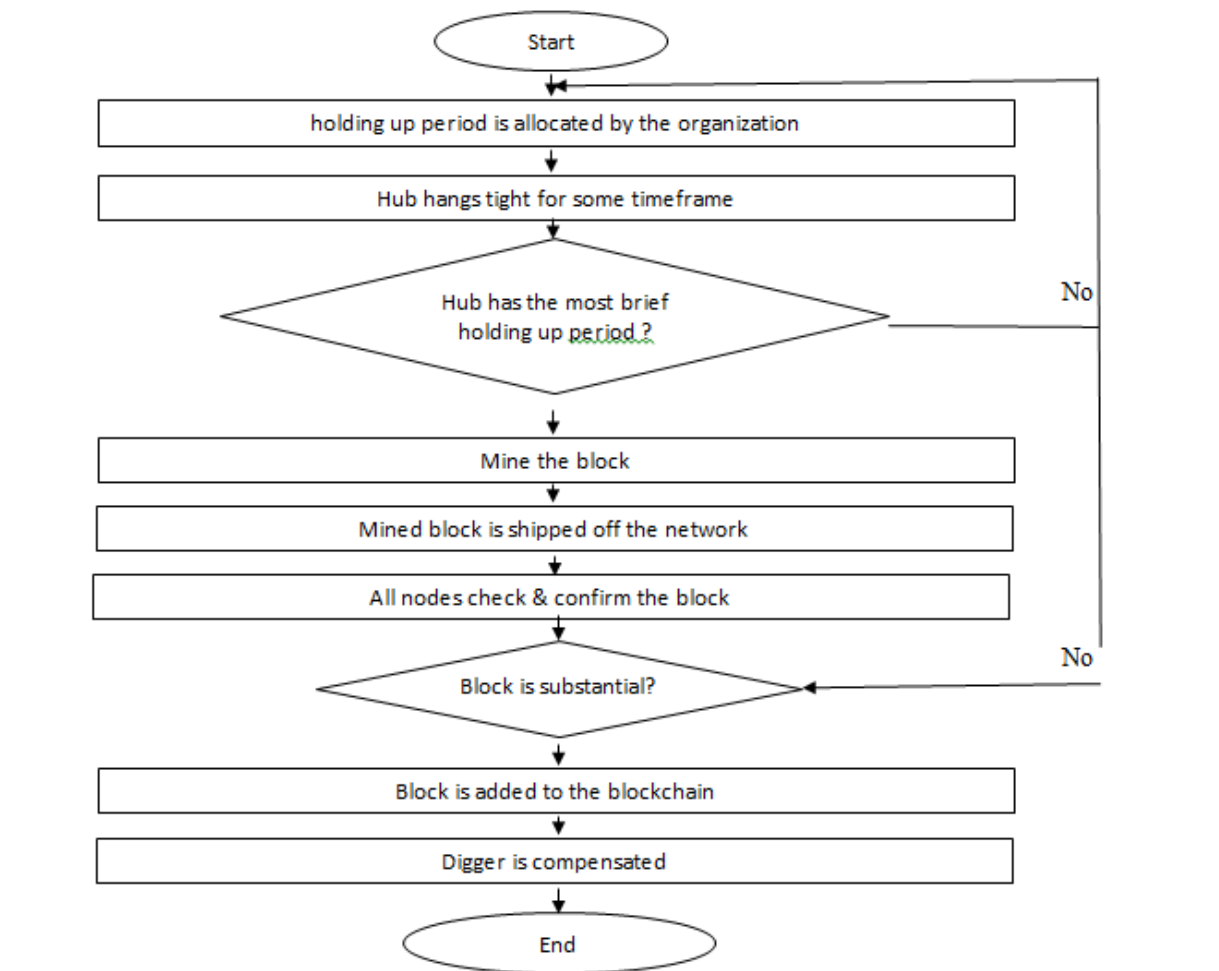 Start
holding up period is allocated by the organization
Hub hangs tight for some timeframe
Hub has the most brief
holding up period ?
No
Mine the block
Mined block is shipped off the network
All nodes check & confirm the block
No
Block is substantial?
Block is added to the blockchain
Digger is compensated
End